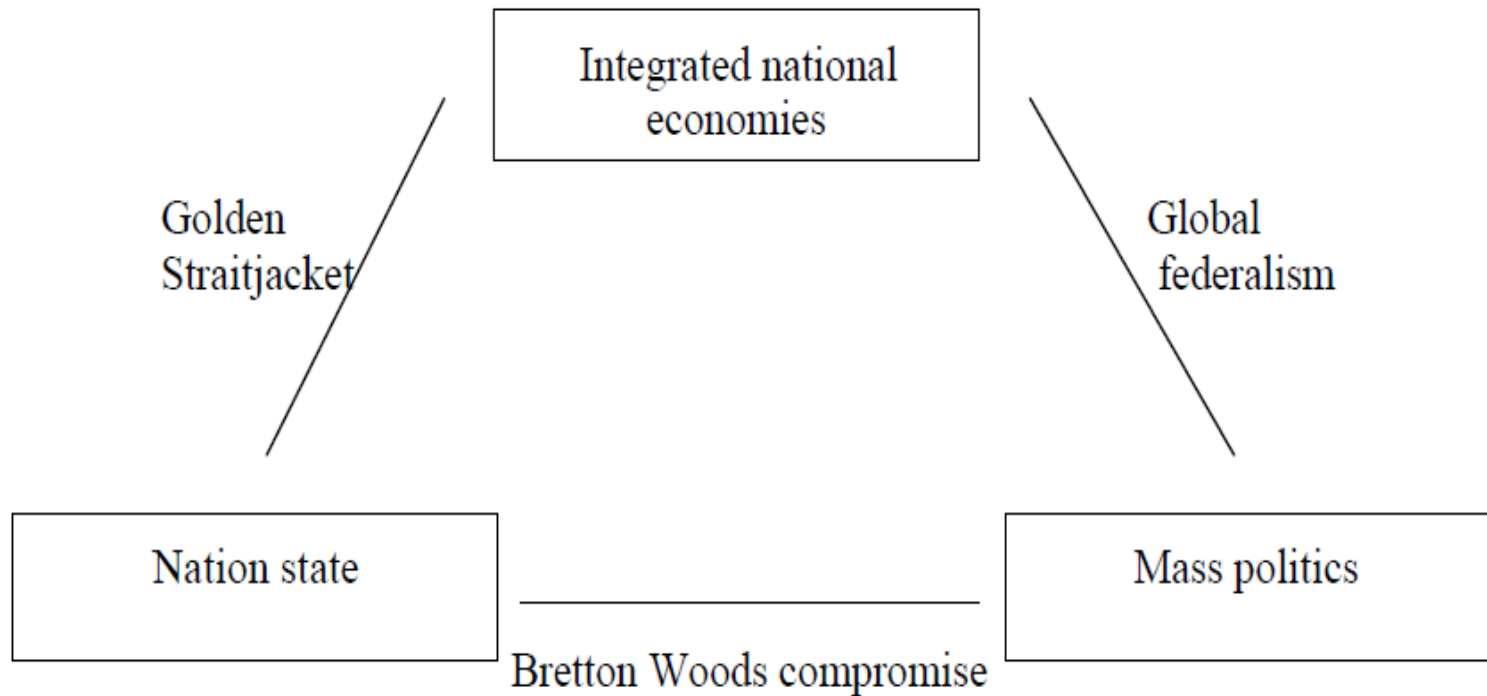 Integrated national
economies
Golden
Straitjacket
Global
federalism
Nation state
Mass politics
Bretton Woods compromise